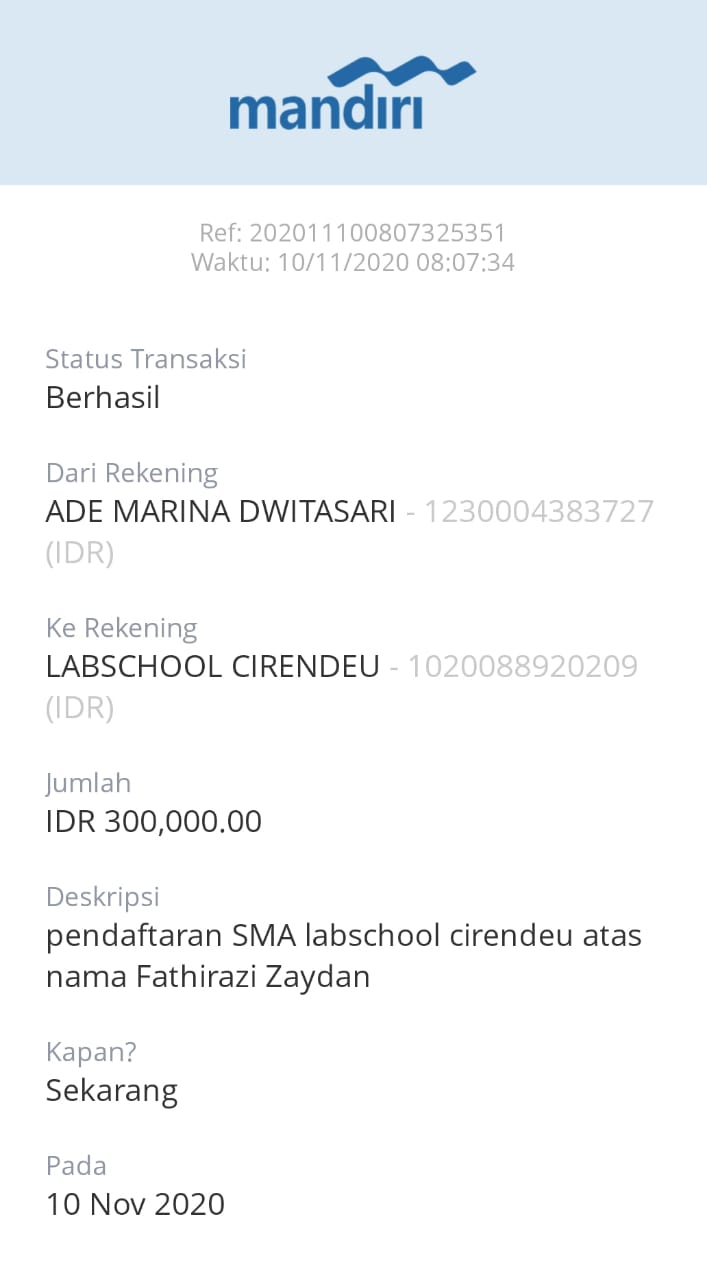 mandiri
Ref: 202011100807325351
Waktu: 10/11/2020 08:07:34
Status Transaksi
Berhasil
Dari Rekening
ADE MARINA DWITASARI - 1230004383727
(IDR)
Ke Rekening
LABSCHOOL CIRENDEU - 1020088920209
(IDR)
Jumlah
IDR 300,000.00
Deskripsi
pendaftaran SMA labschool cirendeu atas
nama Fathirazi Zaydan
Kapan?
Sekarang
Pada
10 Nov 2020